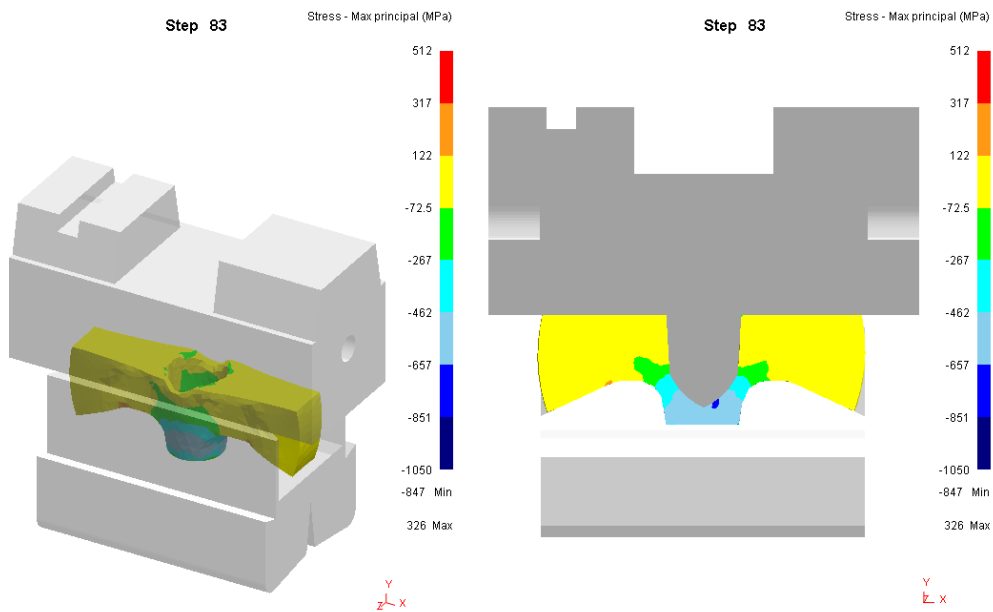 Stress - Max principal (MPa)
Step 83
512
317
122
-72.5
-267
-462
-657
-851
-1050
-847 Min
326 Max
Y
Z X
Stress - Max principal (MPa)
Step 83
512
317
122
-72.5
-267
-462
-657
-851
-1050
-847 Min
326 Max
Y
Z X